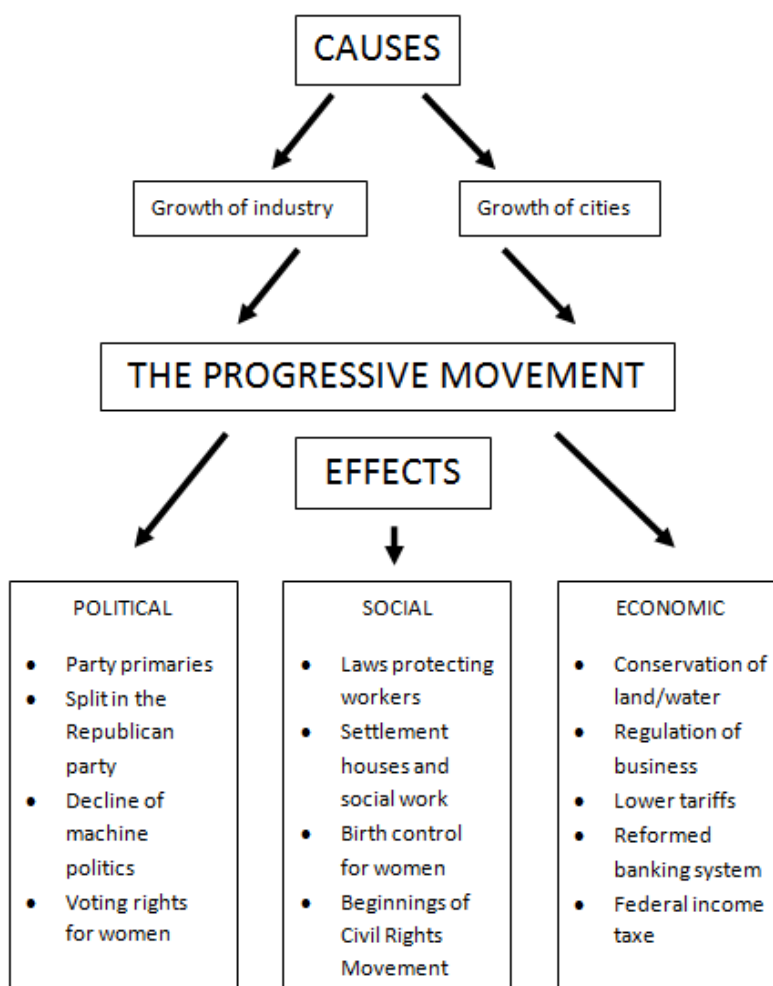 CAUSES
Growth of industry
Growth of cities
THE PROGRESSIVE MOVEMENT
EFFECTS
POLITICAL
• Party primaries
• Split in the
Republican
party
• Decline of
machine
politics
• Voting rights
for women
SOCIAL
• Laws protecting
workers
• Settlement
houses and
social work
• Birth control
for women
• Beginnings of
Civil Rights
Movement
ECONOMIC
• Conservation of
land/water
• Regulation of
business
• Lower tariffs
• Reformed
banking system
• Federal income
taxe